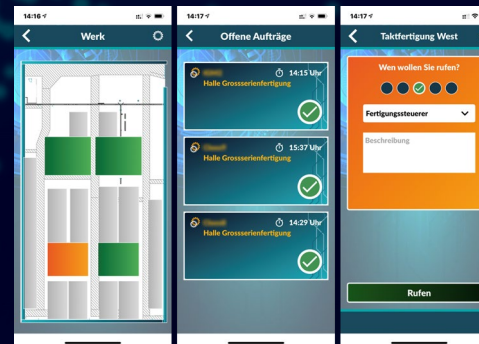 14:16
Werk
14:17
Offene Aufträge
14:15 Uhr
Halle Grossserienfertigung
15:37 Uhr
Halle Grossserienfertigung
14:29 Uhr
Halle Grossserienfertigung
14:17
Taktfertigung West
Wen wollen Sie rufen?
Fertigungssteuerer
Beschreibung
Rufen